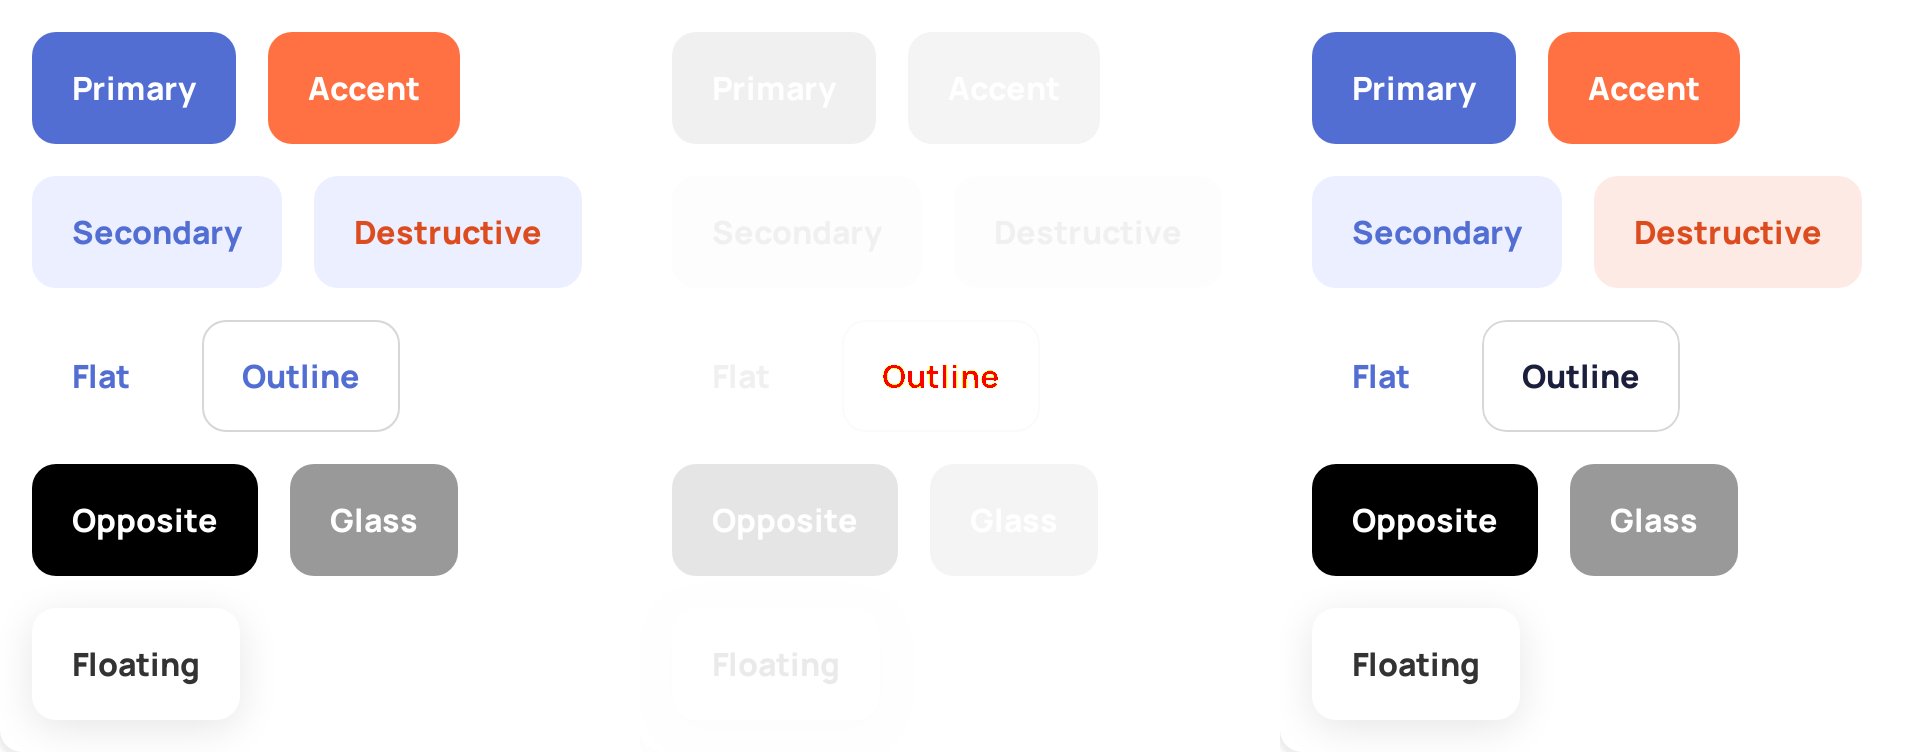 Primary Accent Primary Accent Primary Accent
Secondary Destructive Secondary Destructive Secondary Destructive
Flat Outline Flat Outline Flat Outline
Opposite Glass Opposite Glass Opposite Glass
Floating Floating Floating